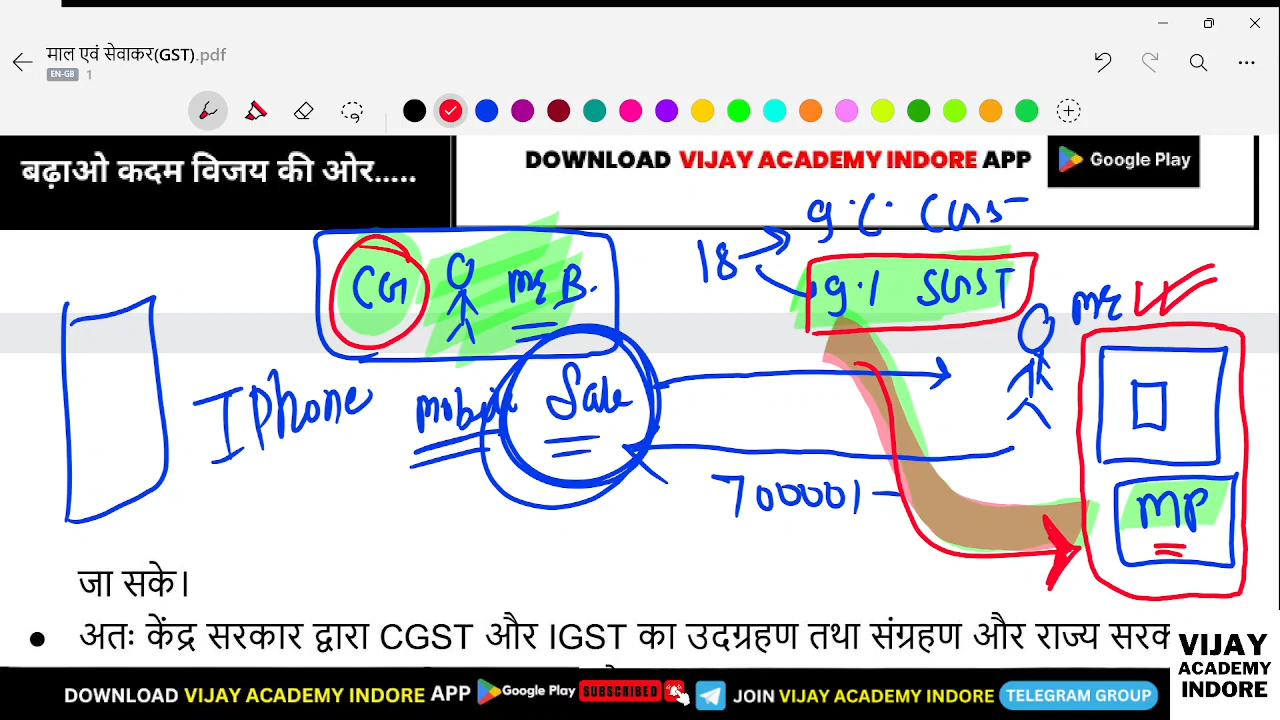 माल एवं सेवाकर(GST).pdf
EN-GB 1
बढ़ाओ कदम विजय की ओर.....
DOWNLOAD VIJAY ACADEMY INDORE APP
Google Play
9% CGST
CG
18
9% SGST
IPhone
mobile
Sale
70000/-
MP
जा सके।
अतः केंद्र सरकार द्वारा CGST और IGST का उदग्रहण तथा संग्रहण और राज्य सरक
VIJAY
ACADEMY
INDORE
DOWNLOAD VIJAY ACADEMY INDORE APP Google Play SUBSCRIBED JOIN VIJAY ACADEMY INDORE TELEGRAM GROUP